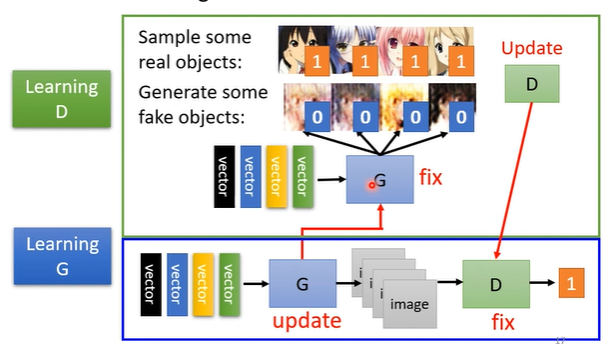 Sample some
real objects:
1 1 1 1
Update
Learning
D
Generate some
fake objects:
0 0 0 0
D
vector vector vector vector
G
fix
Learning
G
vector vector vector vector
G
image
D
1
update
fix
17